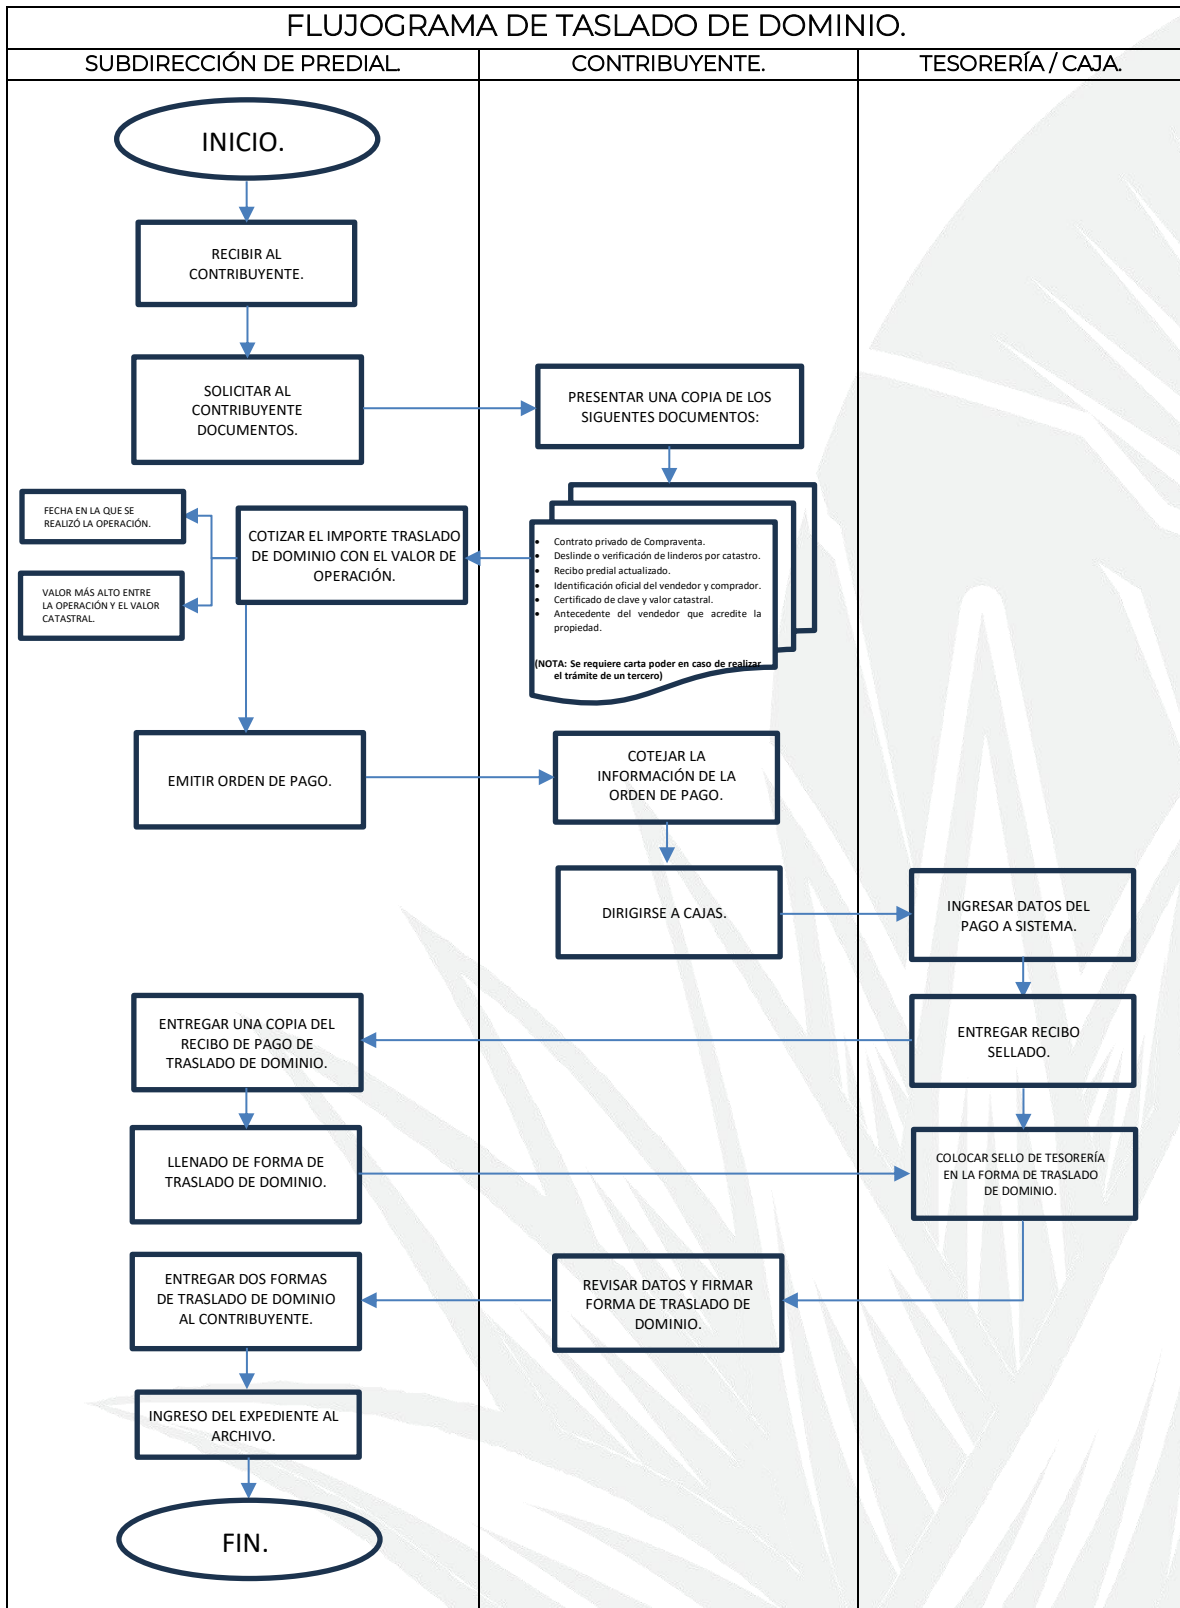 FLUJOGRAMA DE TASLADO DE DOMINIO.
SUBDIRECCIÓN DE PREDIAL.
CONTRIBUYENTE.
TESORERÍA / CAJA.
INICIO.
RECIBIR AL
CONTRIBUYENTE.
SOLICITAR AL
CONTRIBUYENTE
DOCUMENTOS.
PRESENTAR UNA COPIA DE LOS
SIGUENTES DOCUMENTOS:
• Contrato privado de Compraventa.
• Deslinde o verificación de linderos por catastro.
• Recibo predial actualizado.
• Identificación oficial del vendedor y comprador.
• Certificado de clave y valor catastral.
• Antecedente del vendedor que acredite la
propiedad.
(NOTA: Se requiere carta poder en caso de realizar
el trámite de un tercero)
COTIZAR EL IMPORTE TRASLADO
DE DOMINIO CON EL VALOR DE
OPERACIÓN.
FECHA EN LA QUE SE
REALIZÓ LA OPERACIÓN.
VALOR MÁS ALTO ENTRE
LA OPERACIÓN Y EL VALOR
CATASTRAL.
EMITIR ORDEN DE PAGO.
COTEJAR LA
INFORMACIÓN DE LA
ORDEN DE PAGO.
DIRIGIRSE A CAJAS.
INGRESAR DATOS DEL
PAGO A SISTEMA.
ENTREGAR RECIBO
SELLADO.
ENTREGAR UNA COPIA DEL
RECIBO DE PAGO DE
TRASLADO DE DOMINIO.
LLENADO DE FORMA DE
TRASLADO DE DOMINIO.
COLOCAR SELLO DE TESORERÍA
EN LA FORMA DE TRASLADO
DE DOMINIO.
REVISAR DATOS Y FIRMAR
FORMA DE TRASLADO DE
DOMINIO.
ENTREGAR DOS FORMAS
DE TRASLADO DE DOMINIO
AL CONTRIBUYENTE.
INGRESO DEL EXPEDIENTE AL
ARCHIVO.
FIN.